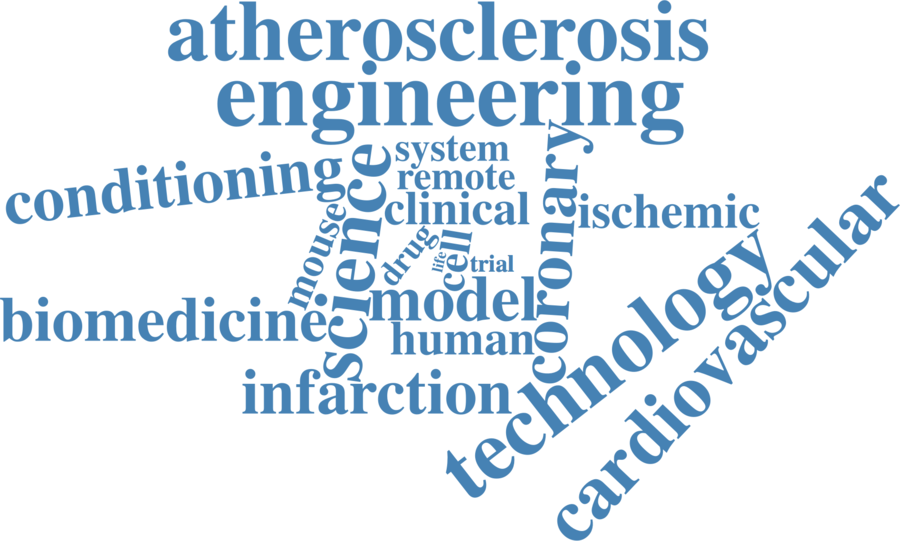 atherosclerosis
engineering
system
conditioning
remote
science
coronary
clinical
ischemic
mouse
drug
cell
life
trial
technology
cardiovascular
model
biomedicine
human
infarction